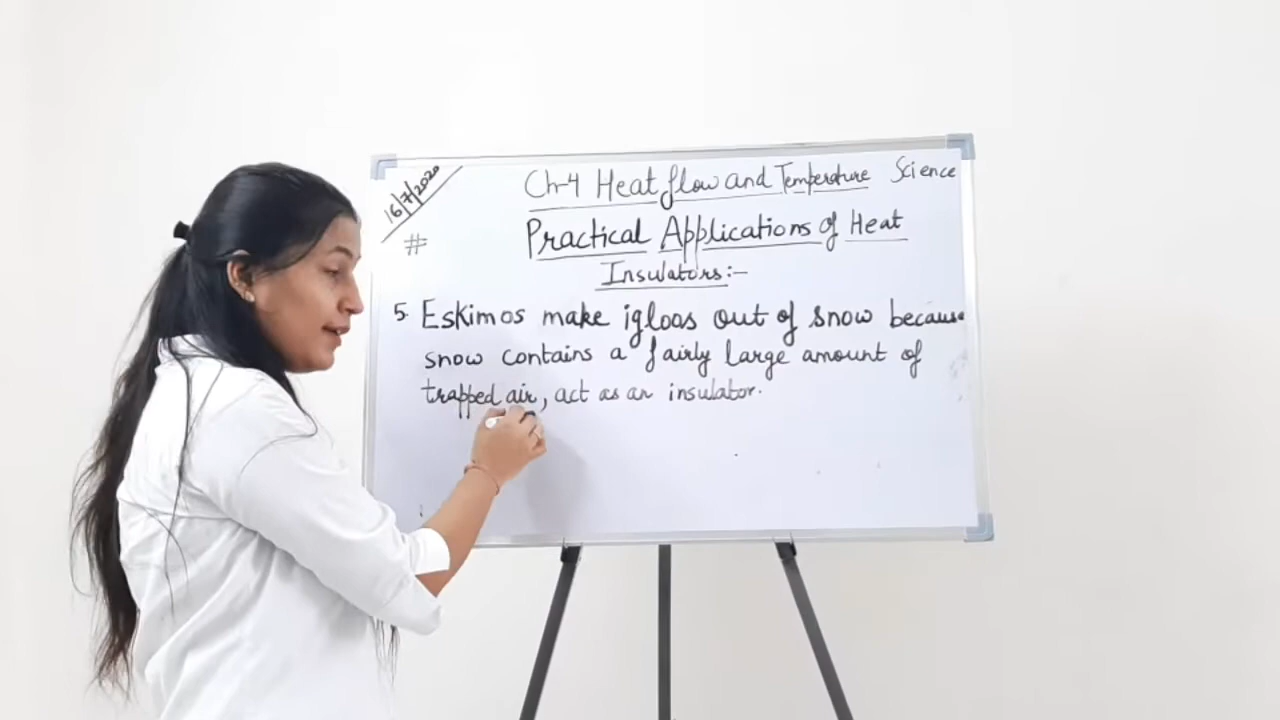 16/7/2020
Ch-4 Heat flow and Temperature Science
#
Practical Applications of Heat
Insulators:-
5. Eskimos make igloos out of snow because
snow contains a fairly large amount of
trapped air, act as an insulator.